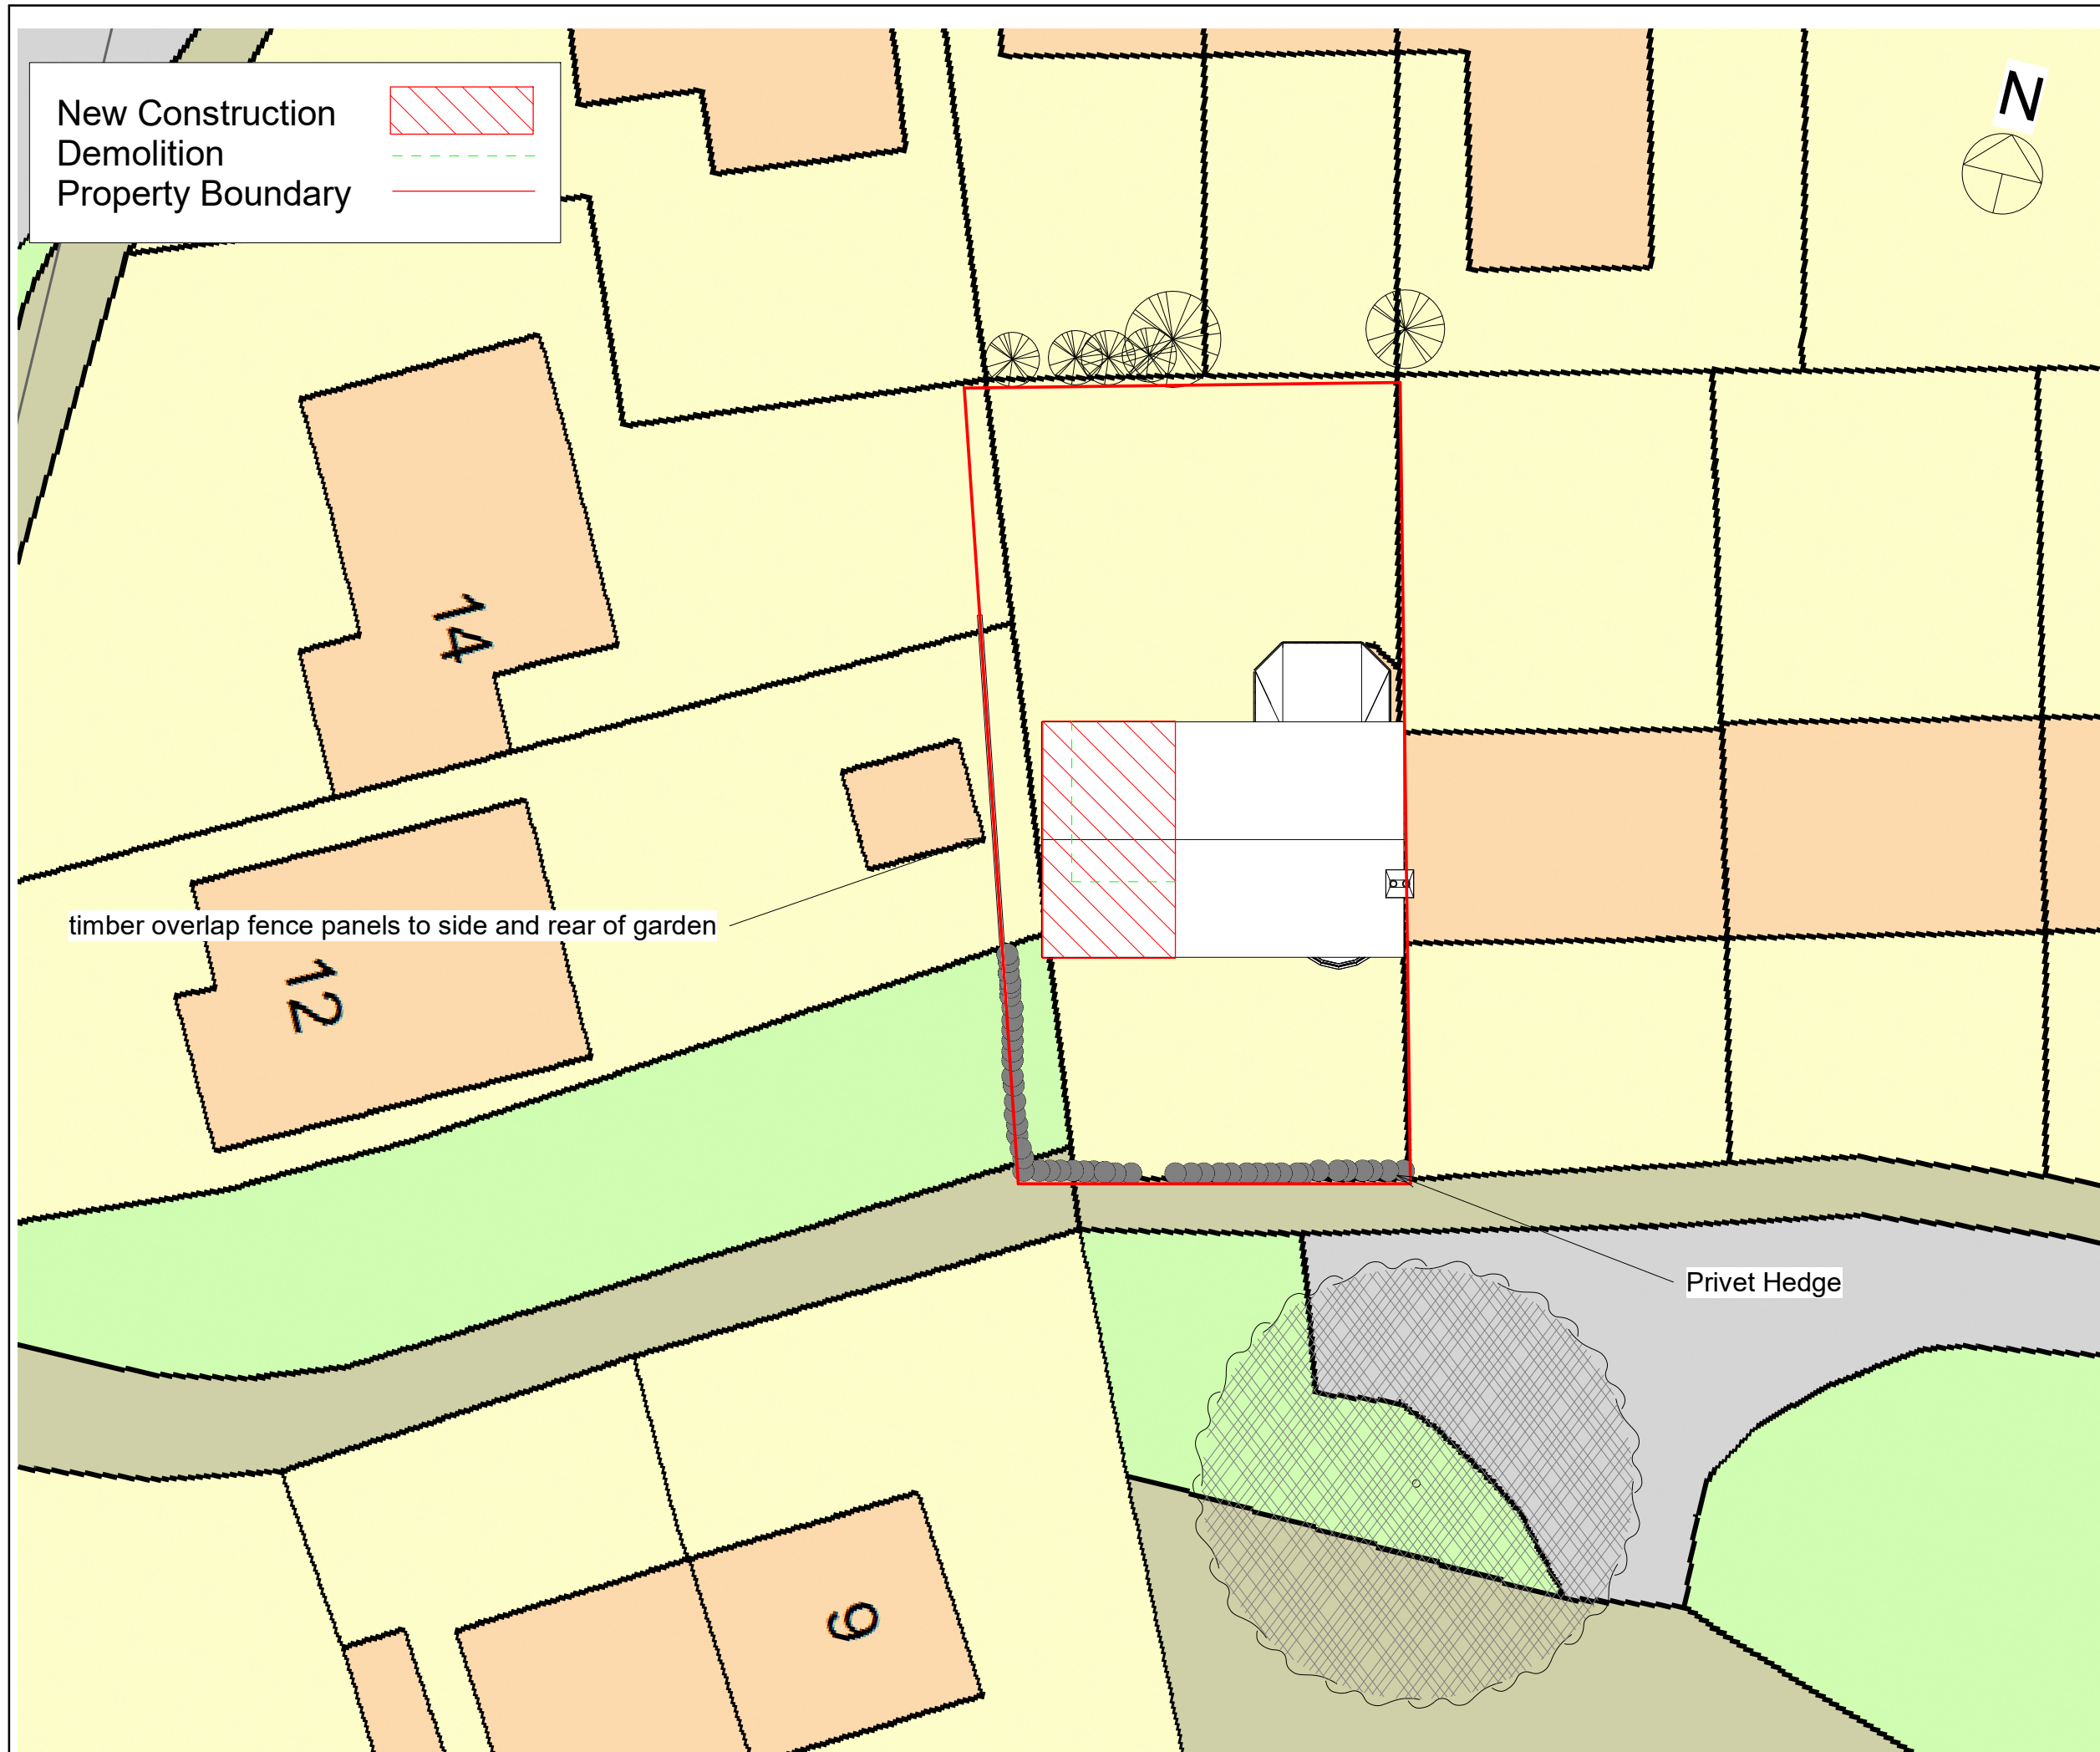 New Construction
Demolition
Property Boundary
N
14
timber overlap fence panels to side and rear of garden
12
Privet Hedge
9